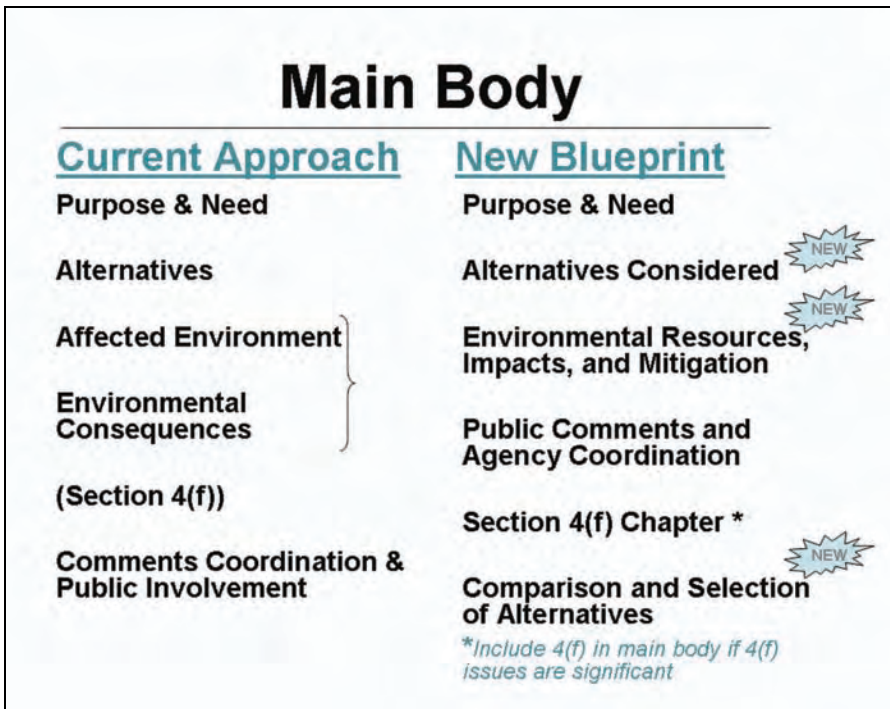 Main Body
Current Approach
Purpose & Need
Alternatives
Affected Environment
Environmental
Consequences
(Section 4(f))
Comments Coordination &
Public Involvement
New Blueprint
Purpose & Need
Alternatives Considered
NEW
Environmental Resources,
Impacts, and Mitigation
NEW
Public Comments and
Agency Coordination
Section 4(f) Chapter *
Comparison and Selection
of Alternatives
NEW
*Include 4(f) in main body if 4(f)
issues are significant